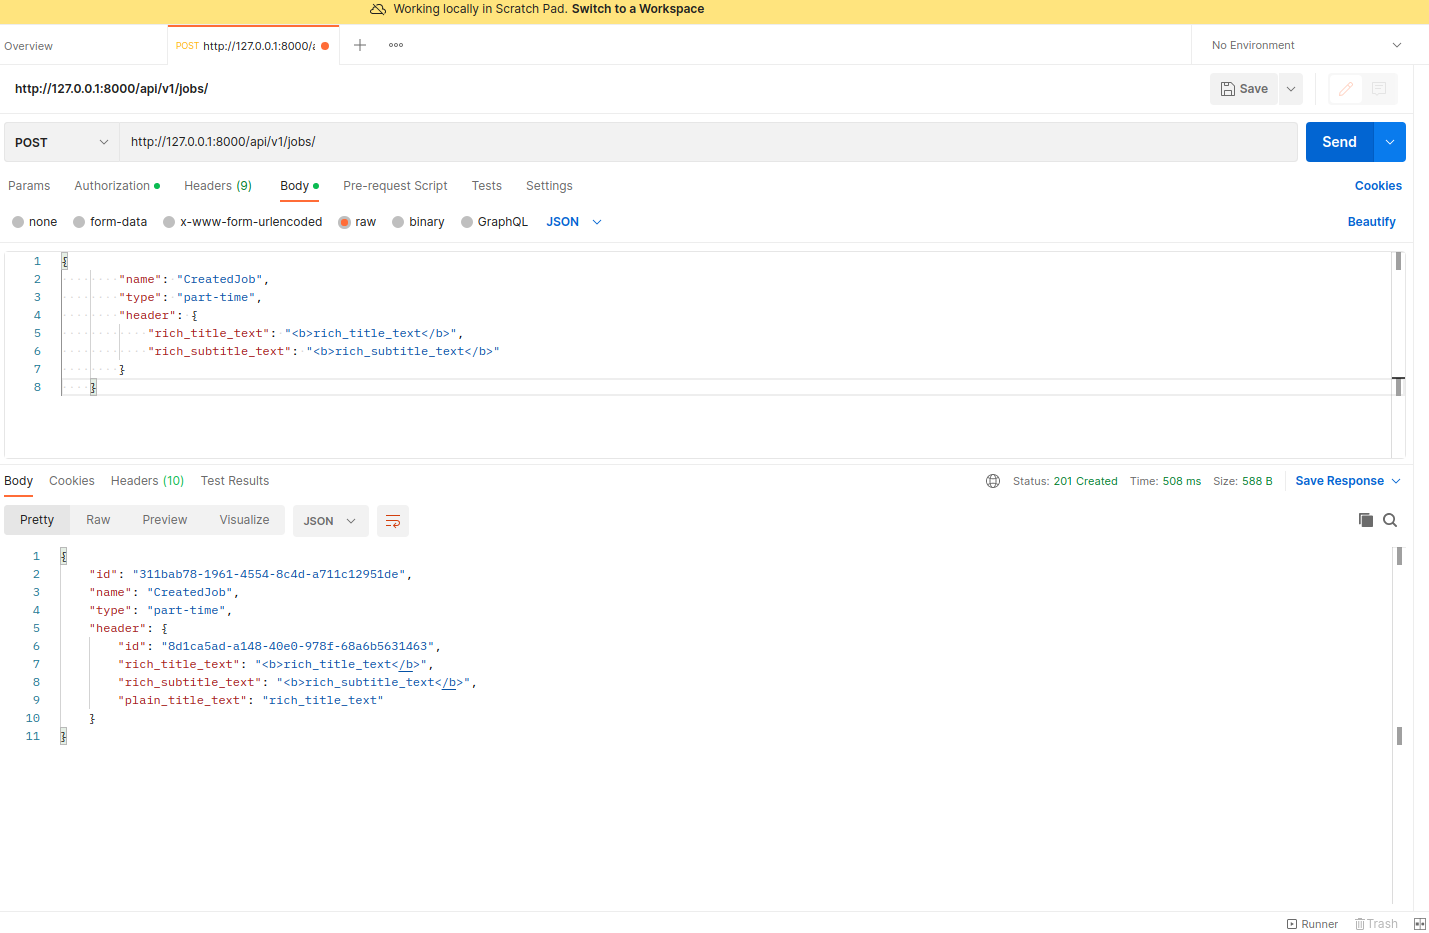 Working locally in Scratch Pad. Switch to a Workspace
Overview
POST http://127.0.0.1:8000/a
No Environment
http://127.0.0.1:8000/api/v1/jobs/
Save
POST http://127.0.0.1:8000/api/v1/jobs/ Send
Params Authorization Headers (9) Body Pre-request Script Tests Settings Cookies
none form-data x-www-form-urlencoded raw binary GraphQL JSON Beautify
1 {
2 "name": "CreatedJob",
3 "type": "part-time",
4 "header": {
5 "rich_title_text": "<b>rich_title_text</b>",
6 "rich_subtitle_text": "<b>rich_subtitle_text</b>"
7 }
8 }
Body Cookies Headers (10) Test Results Status: 201 Created Time: 508 ms Size: 588 B Save Response
Pretty Raw Preview Visualize JSON
1 {
2 "id": "311bab78-1961-4554-8c4d-a711c12951de",
3 "name": "CreatedJob",
4 "type": "part-time",
5 "header": {
6 "id": "8d1ca5ad-a148-40e0-978f-68a6b5631463",
7 "rich_title_text": "<b>rich_title_text</b>",
8 "rich_subtitle_text": "<b>rich_subtitle_text</b>",
9 "plain_title_text": "rich_title_text"
10 }
11 }
Runner Trash